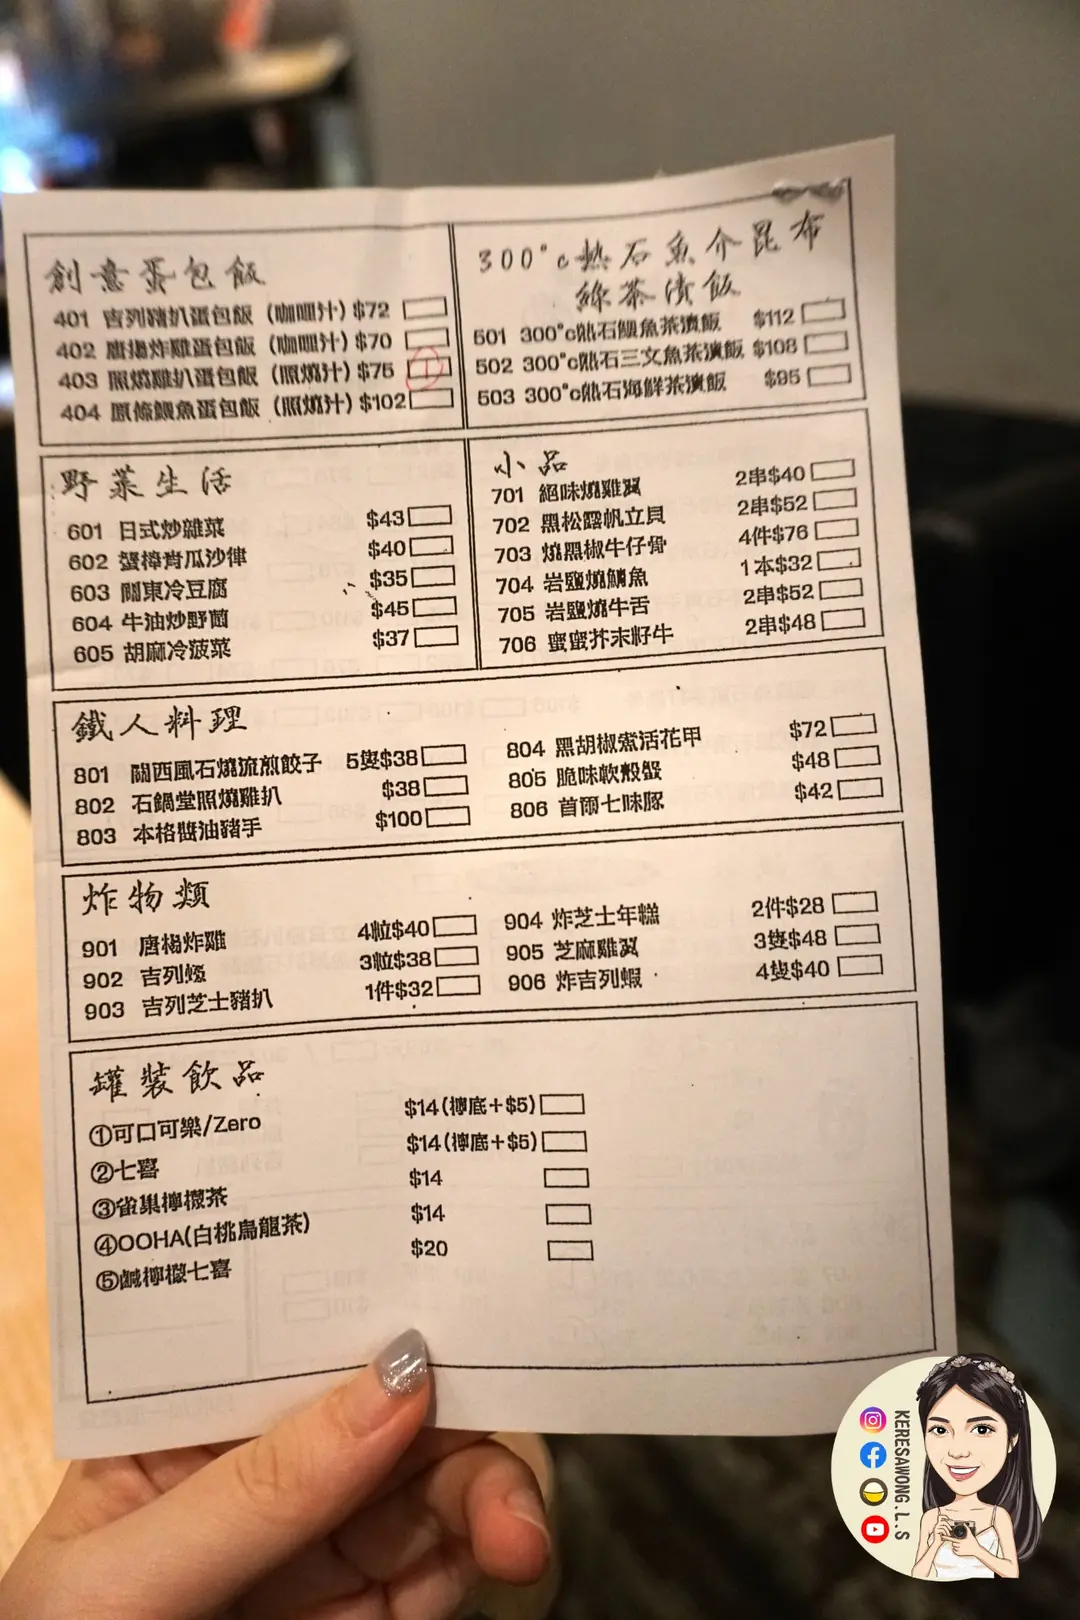 創意蛋包飯
401 吉列豬扒蛋包飯 (咖喱汁) $72
402 唐揚炸雞蛋包飯 (咖喱汁) $70
403 照燒雞扒蛋包飯 (照燒汁) $75 1
404 原條鰻魚蛋包飯 (照燒汁) $102
300°c熱石魚介昆布
綠茶漬飯
501 300°c熱石鰻魚茶漬飯 $112
502 300°c熱石三文魚茶漬飯 $108
503 300°c熱石海鮮茶漬飯 $95
野菜生活
601 日式炒雜菜 $43
602 蟹棒青瓜沙律 $40
603 關東冷豆腐 $35
604 牛油炒野菌 $45
605 胡麻冷菠菜 $37
小品
701 絕味燒雞翼 2串$40
702 黑松露帆立貝 2串$52
703 燒黑椒牛仔骨 4件$76
704 岩鹽燒鯖魚 1本$32
705 岩鹽燒牛舌 2串$52
706 蜜蜜芥末籽牛 2串$48
鐵人料理
801 關西風石燒流煎餃子 5隻$38
802 石鍋堂照燒雞扒 $38
803 本格醬油豬手 $100
804 黑胡椒煮活花甲 $72
805 脆味軟殼蟹 $48
806 首爾七味豚 $42
炸物類
901 唐楊炸雞 4粒$40
902 吉列蠔 3粒$38
903 吉列芝士豬扒 1件$32
904 炸芝士年糕 2件$28
905 芝麻雞翼 3隻$48
906 炸吉列蝦 4隻$40
罐裝飲品
①可口可樂/Zero $14(檸底+$5)
②七喜 $14(檸底+$5)
③雀巢檸檬茶 $14
④OOHA(白桃烏龍茶) $14
⑤鹹檸檬七喜 $20
KERESAWONG.L.S